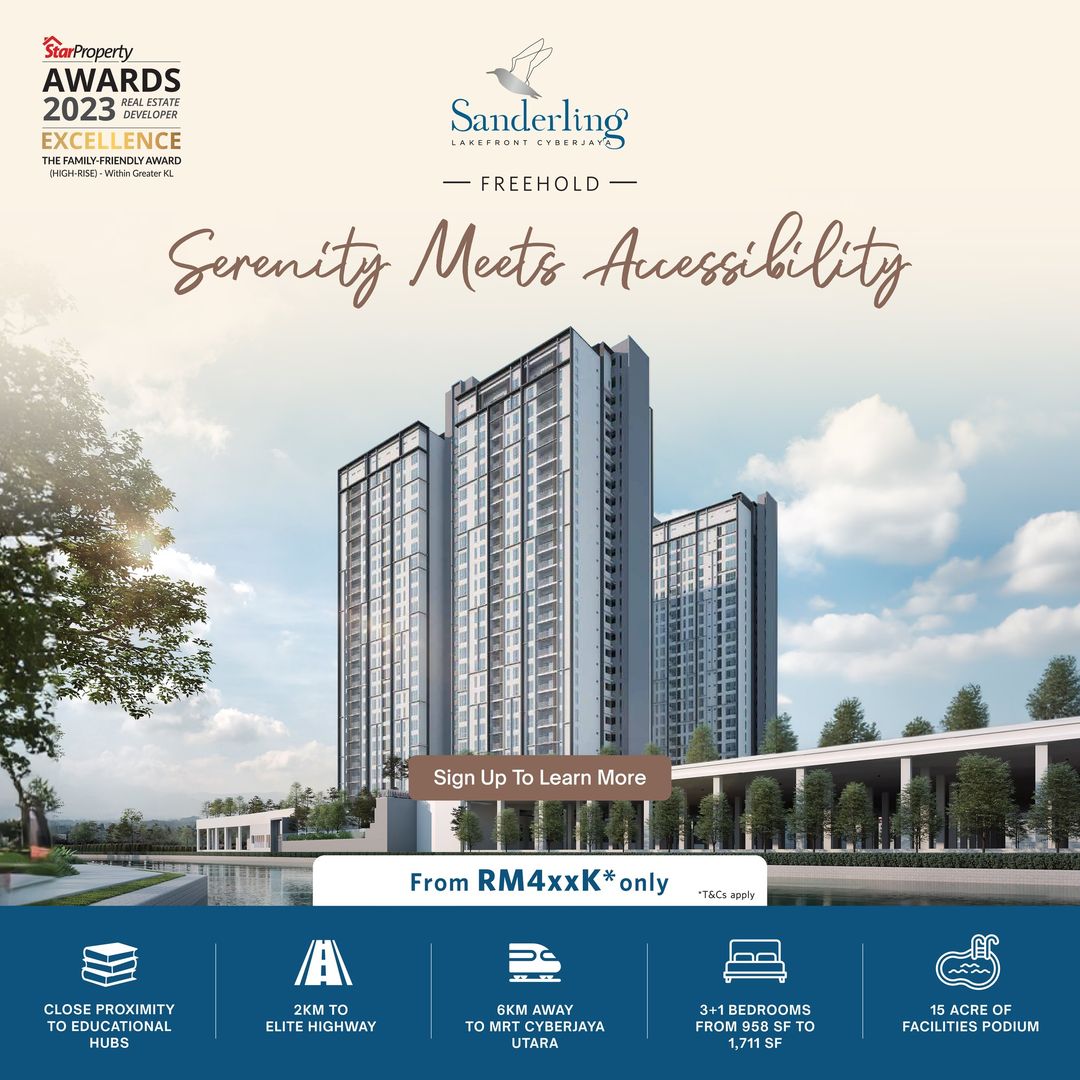 StarProperty
AWARDS
2023 REAL ESTATE DEVELOPER
EXCELLENCE
THE FAMILY-FRIENDLY AWARD
(HIGH-RISE) - Within Greater KL
Sanderling
LAKEFRONT CYBERJAYA
FREEHOLD
Serenity Meets Accessibility
Sign Up To Learn More
From RM4xxK* only
*T&Cs apply
CLOSE PROXIMITY
TO EDUCATIONAL
HUBS
2KM TO
ELITE HIGHWAY
6KM AWAY
TO MRT CYBERJAYA
UTARA
3+1 BEDROOMS
FROM 958 SF TO
1,711 SF
15 ACRE OF
FACILITIES PODIUM